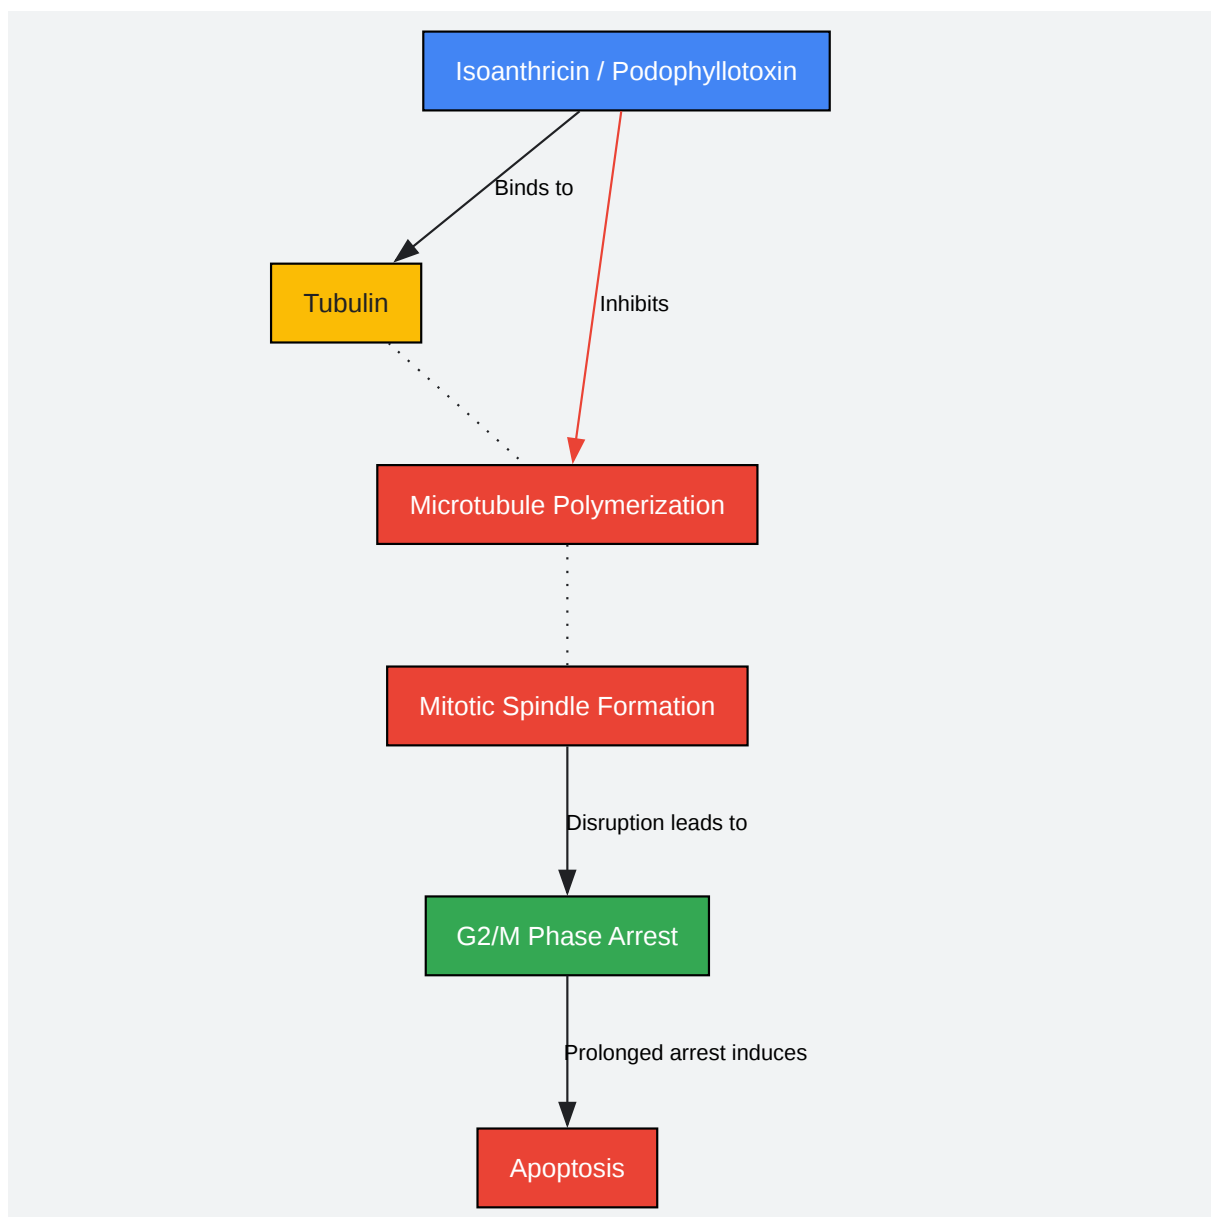 Isoanthricin / Podophyllotoxin
Binds to
Tubulin
Inhibits
Microtubule Polymerization
Mitotic Spindle Formation
Disruption leads to
G2/M Phase Arrest
Prolonged arrest induces
Apoptosis